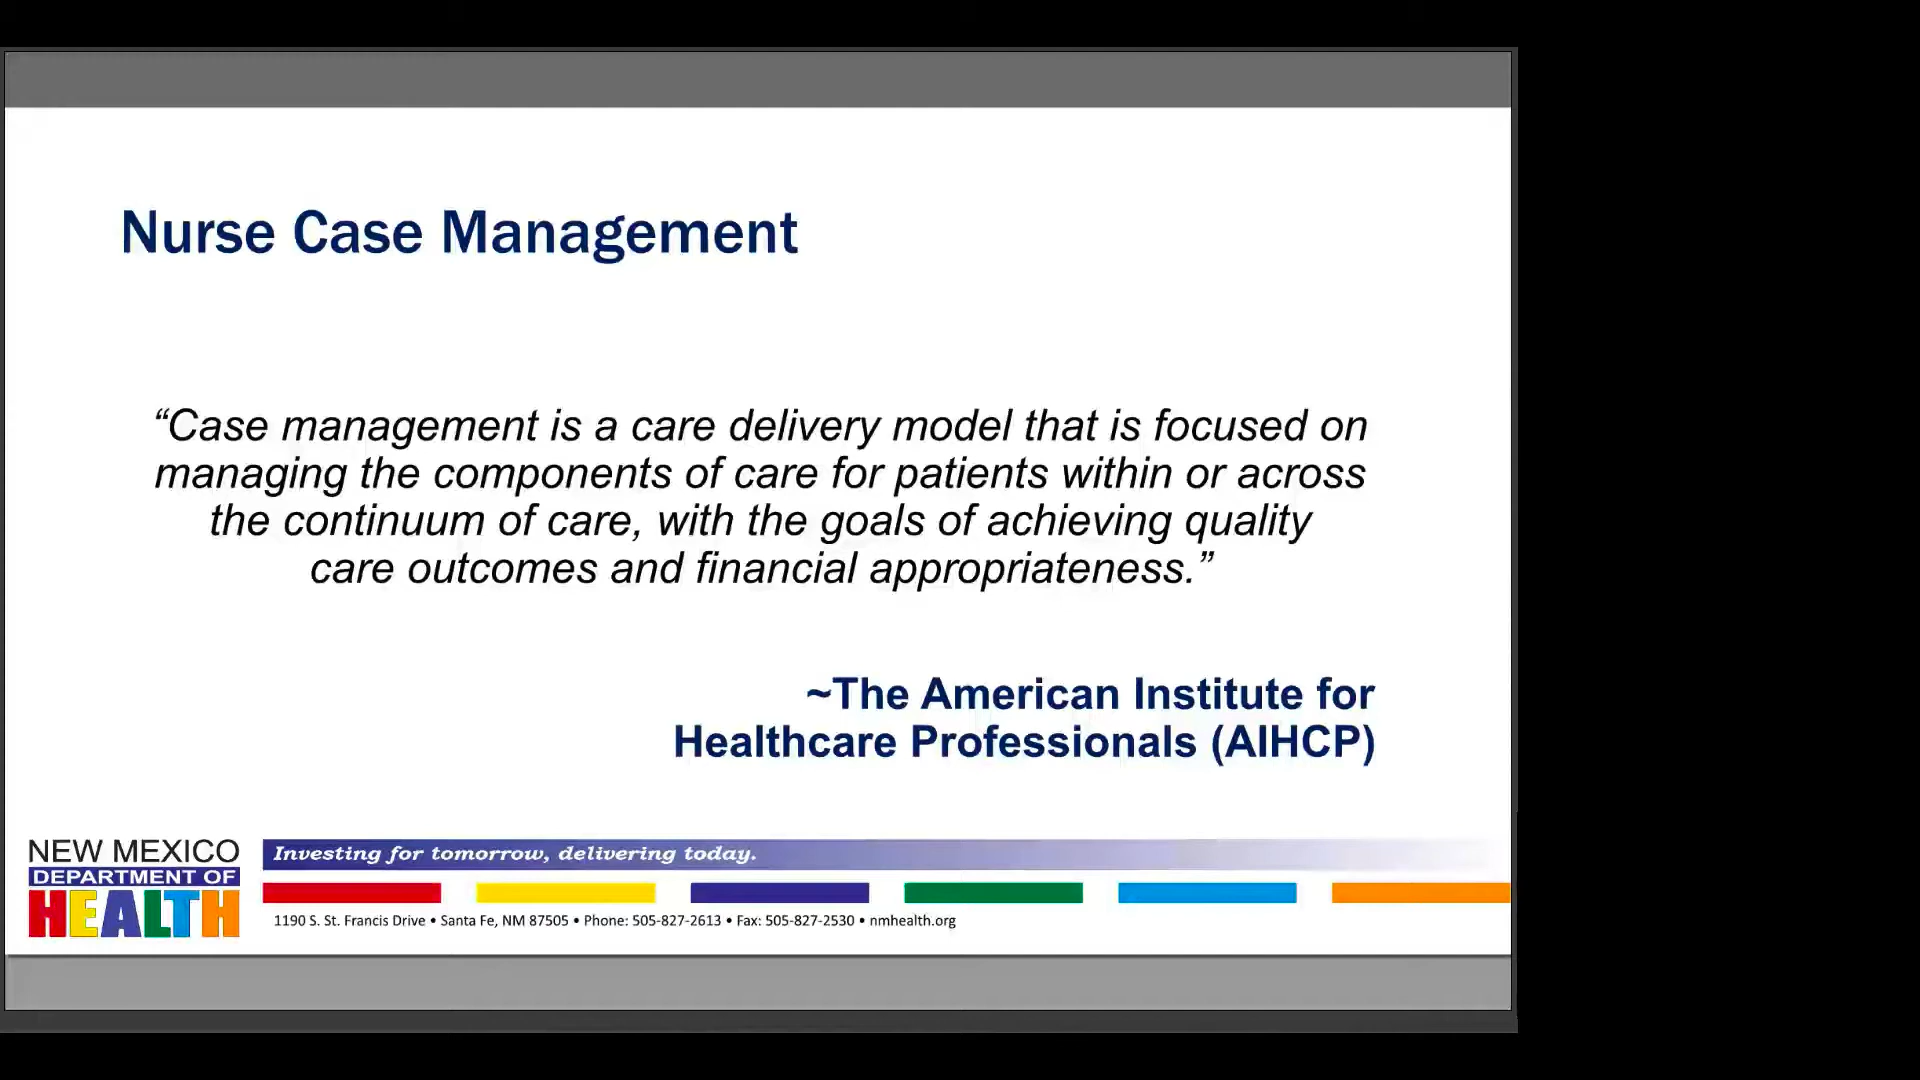 Nurse Case Management
“Case management is a care delivery model that is focused on
managing the components of care for patients within or across
the continuum of care, with the goals of achieving quality
care outcomes and financial appropriateness.”
~The American Institute for
Healthcare Professionals (AIHCP)
NEW MEXICO
DEPARTMENT OF
HEALTH
Investing for tomorrow, delivering today.
1190 S. St. Francis Drive • Santa Fe, NM 87505 • Phone: 505-827-2613 • Fax: 505-827-2530 • nmhealth.org